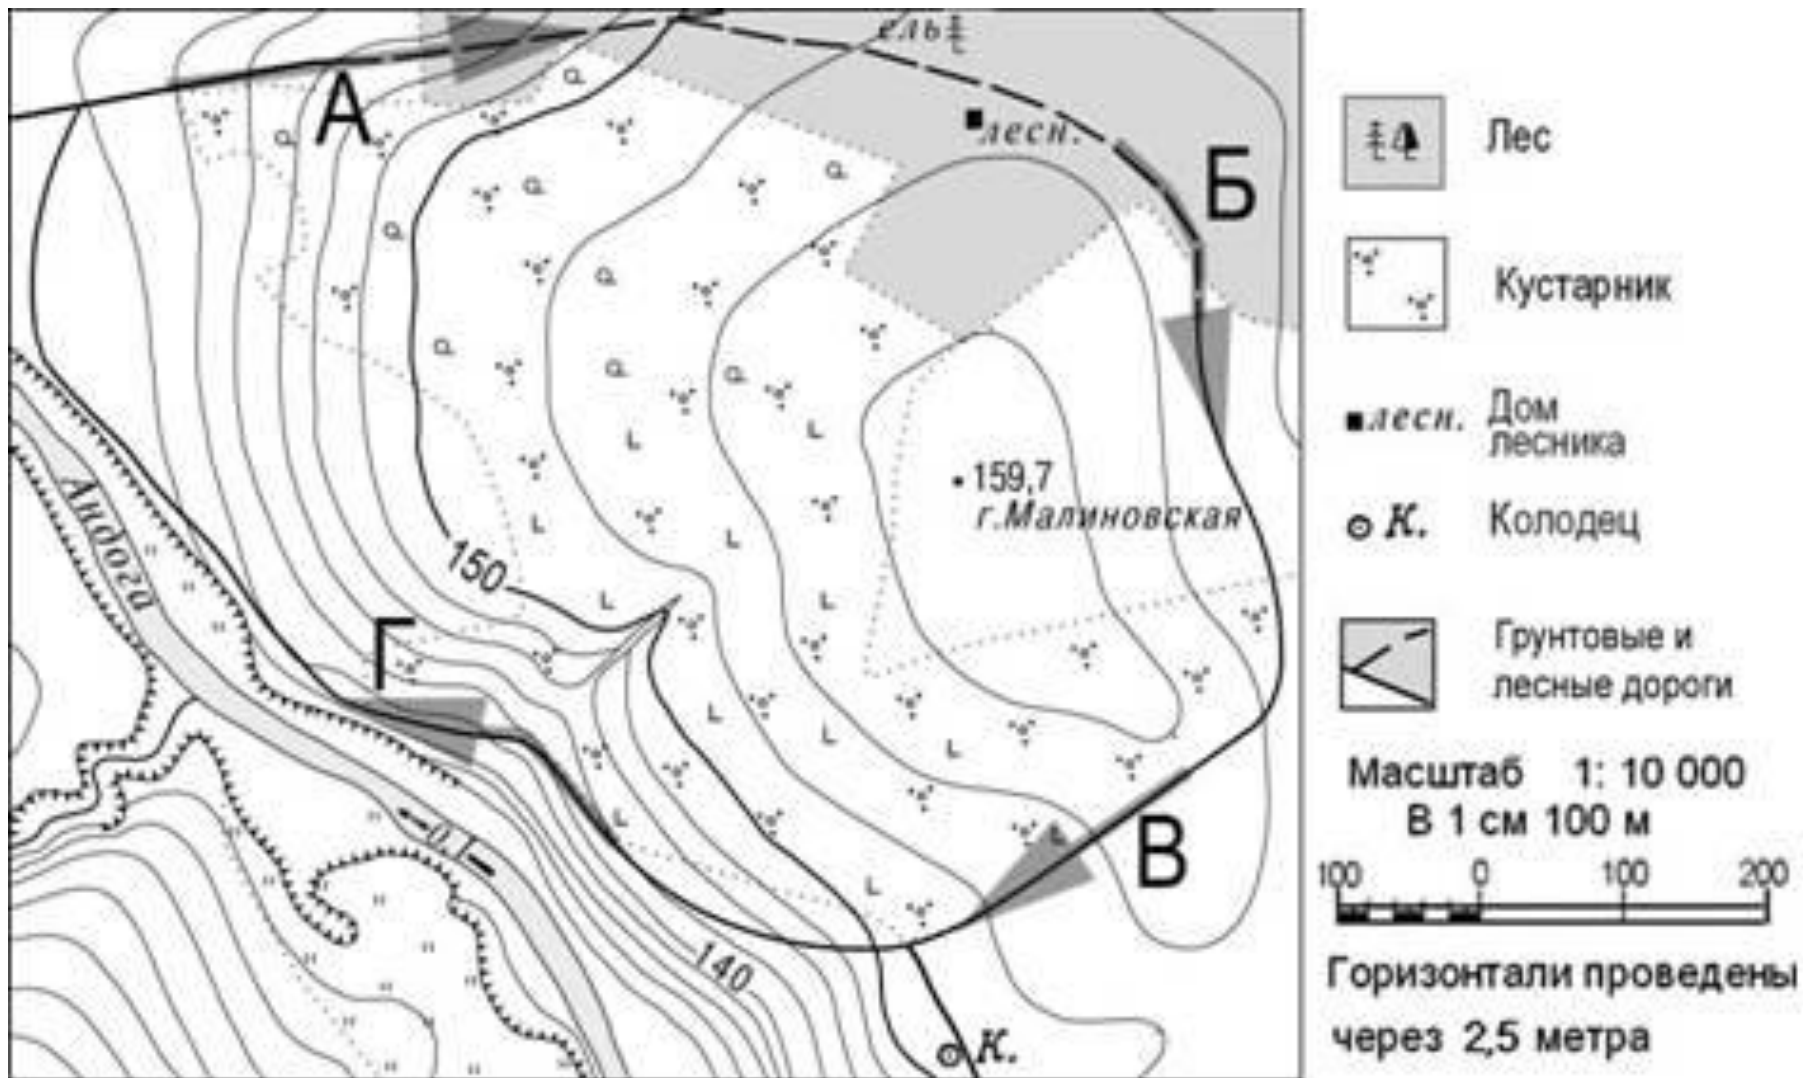 ель
А
лесн.
Б
159,7
г.Малиновская
150
Андога
Г
0,1
В
140
К.
Лес
Кустарник
лесн. Дом
лесника
К. Колодец
Грунтовые и
лесные дороги
Масштаб 1: 10 000
В 1 см 100 м
100 0 100 200
Горизонтали проведены
через 2,5 метра